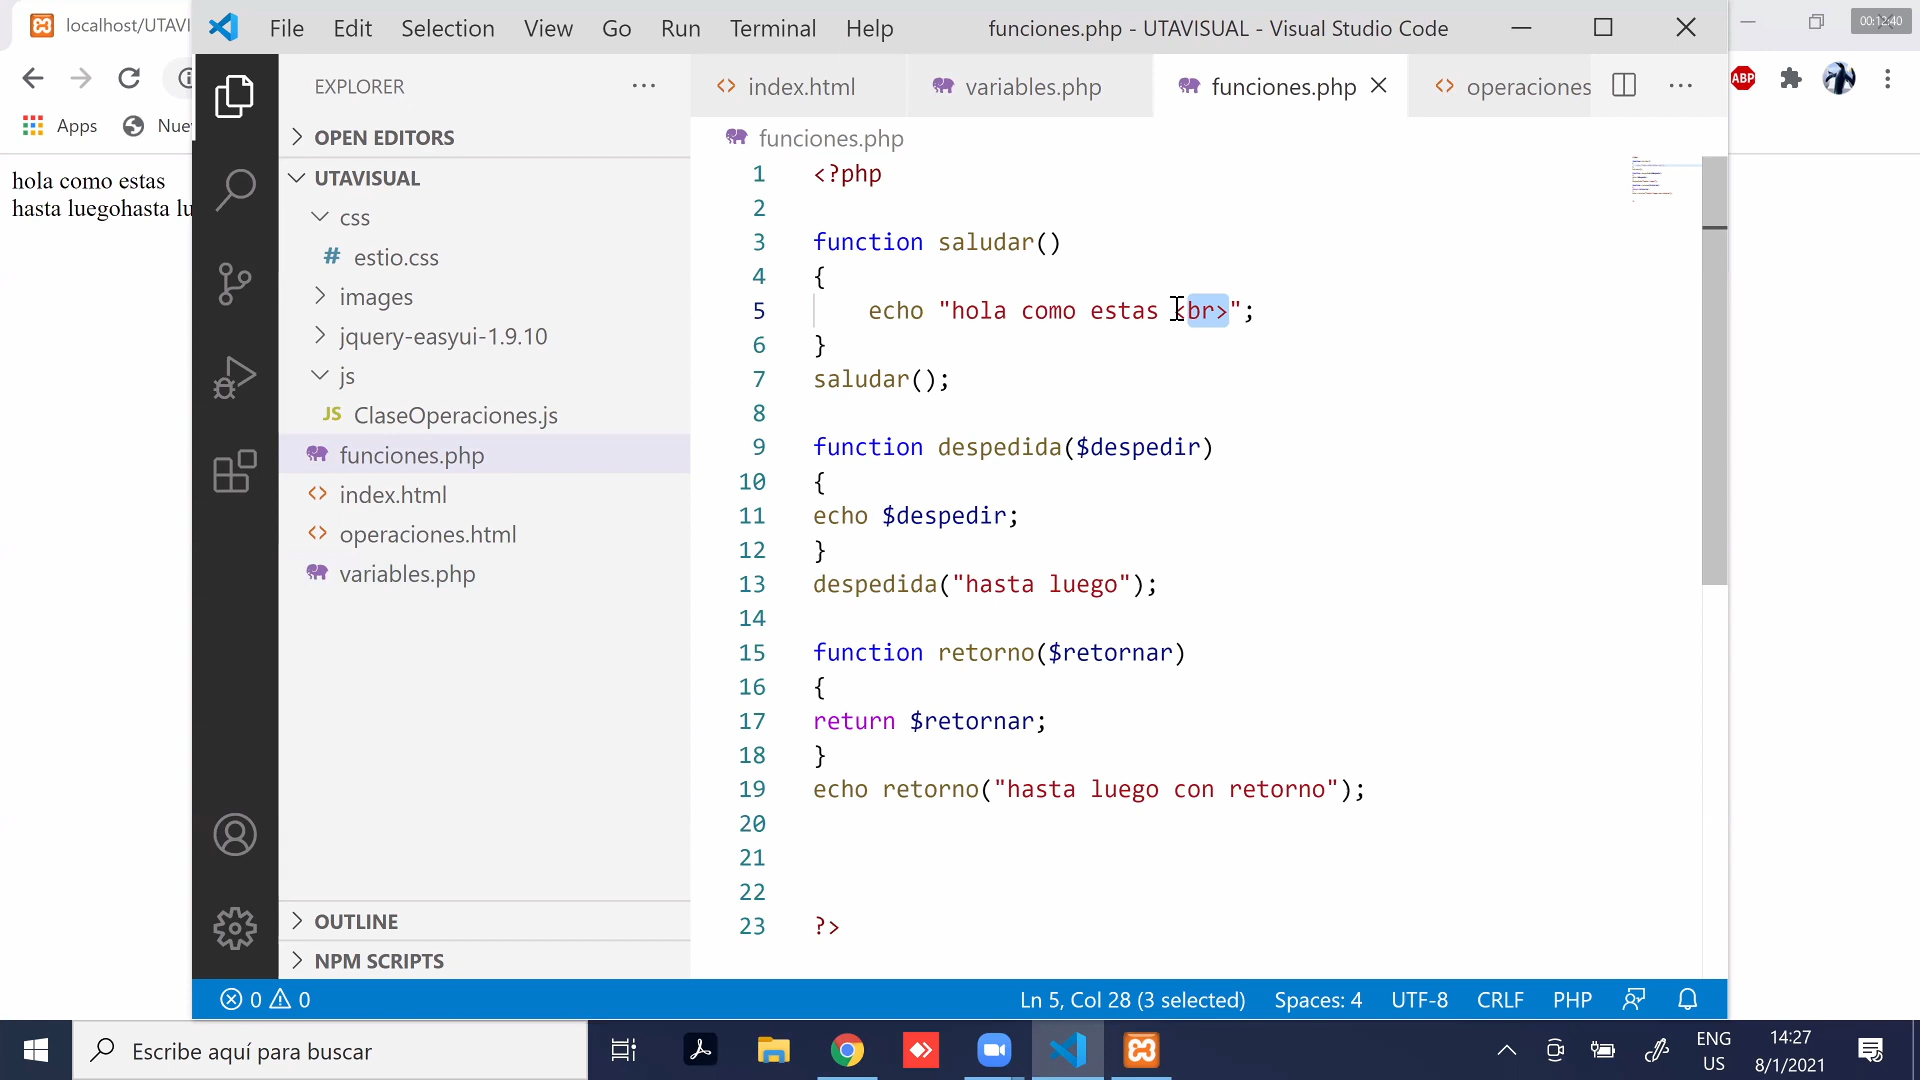 localhost/UTAVI
File Edit Selection View Go Run Terminal Help
funciones.php - UTAVISUAL - Visual Studio Code
00:12:40
EXPLORER
index.html
variables.php
funciones.php
operaciones
ABP
Apps
OPEN EDITORS
funciones.php
UTAVISUAL
hola como estas
hasta luegohasta lu
css
# estio.css
images
jquery-easyui-1.9.10
js
JS ClaseOperaciones.js
funciones.php
index.html
operaciones.html
variables.php
OUTLINE
NPM SCRIPTS
1 <?php
2
3 function saludar()
4 {
5 echo "hola como estas <br>";
6 }
7 saludar();
8
9 function despedida($despedir)
10 {
11 echo $despedir;
12 }
13 despedida("hasta luego");
14
15 function retorno($retornar)
16 {
17 return $retornar;
18 }
19 echo retorno("hasta luego con retorno");
20
21
22
23 ?>
0 0
Ln 5, Col 28 (3 selected) Spaces: 4 UTF-8 CRLF PHP
Escribe aquí para buscar
ENG
US
14:27
8/1/2021